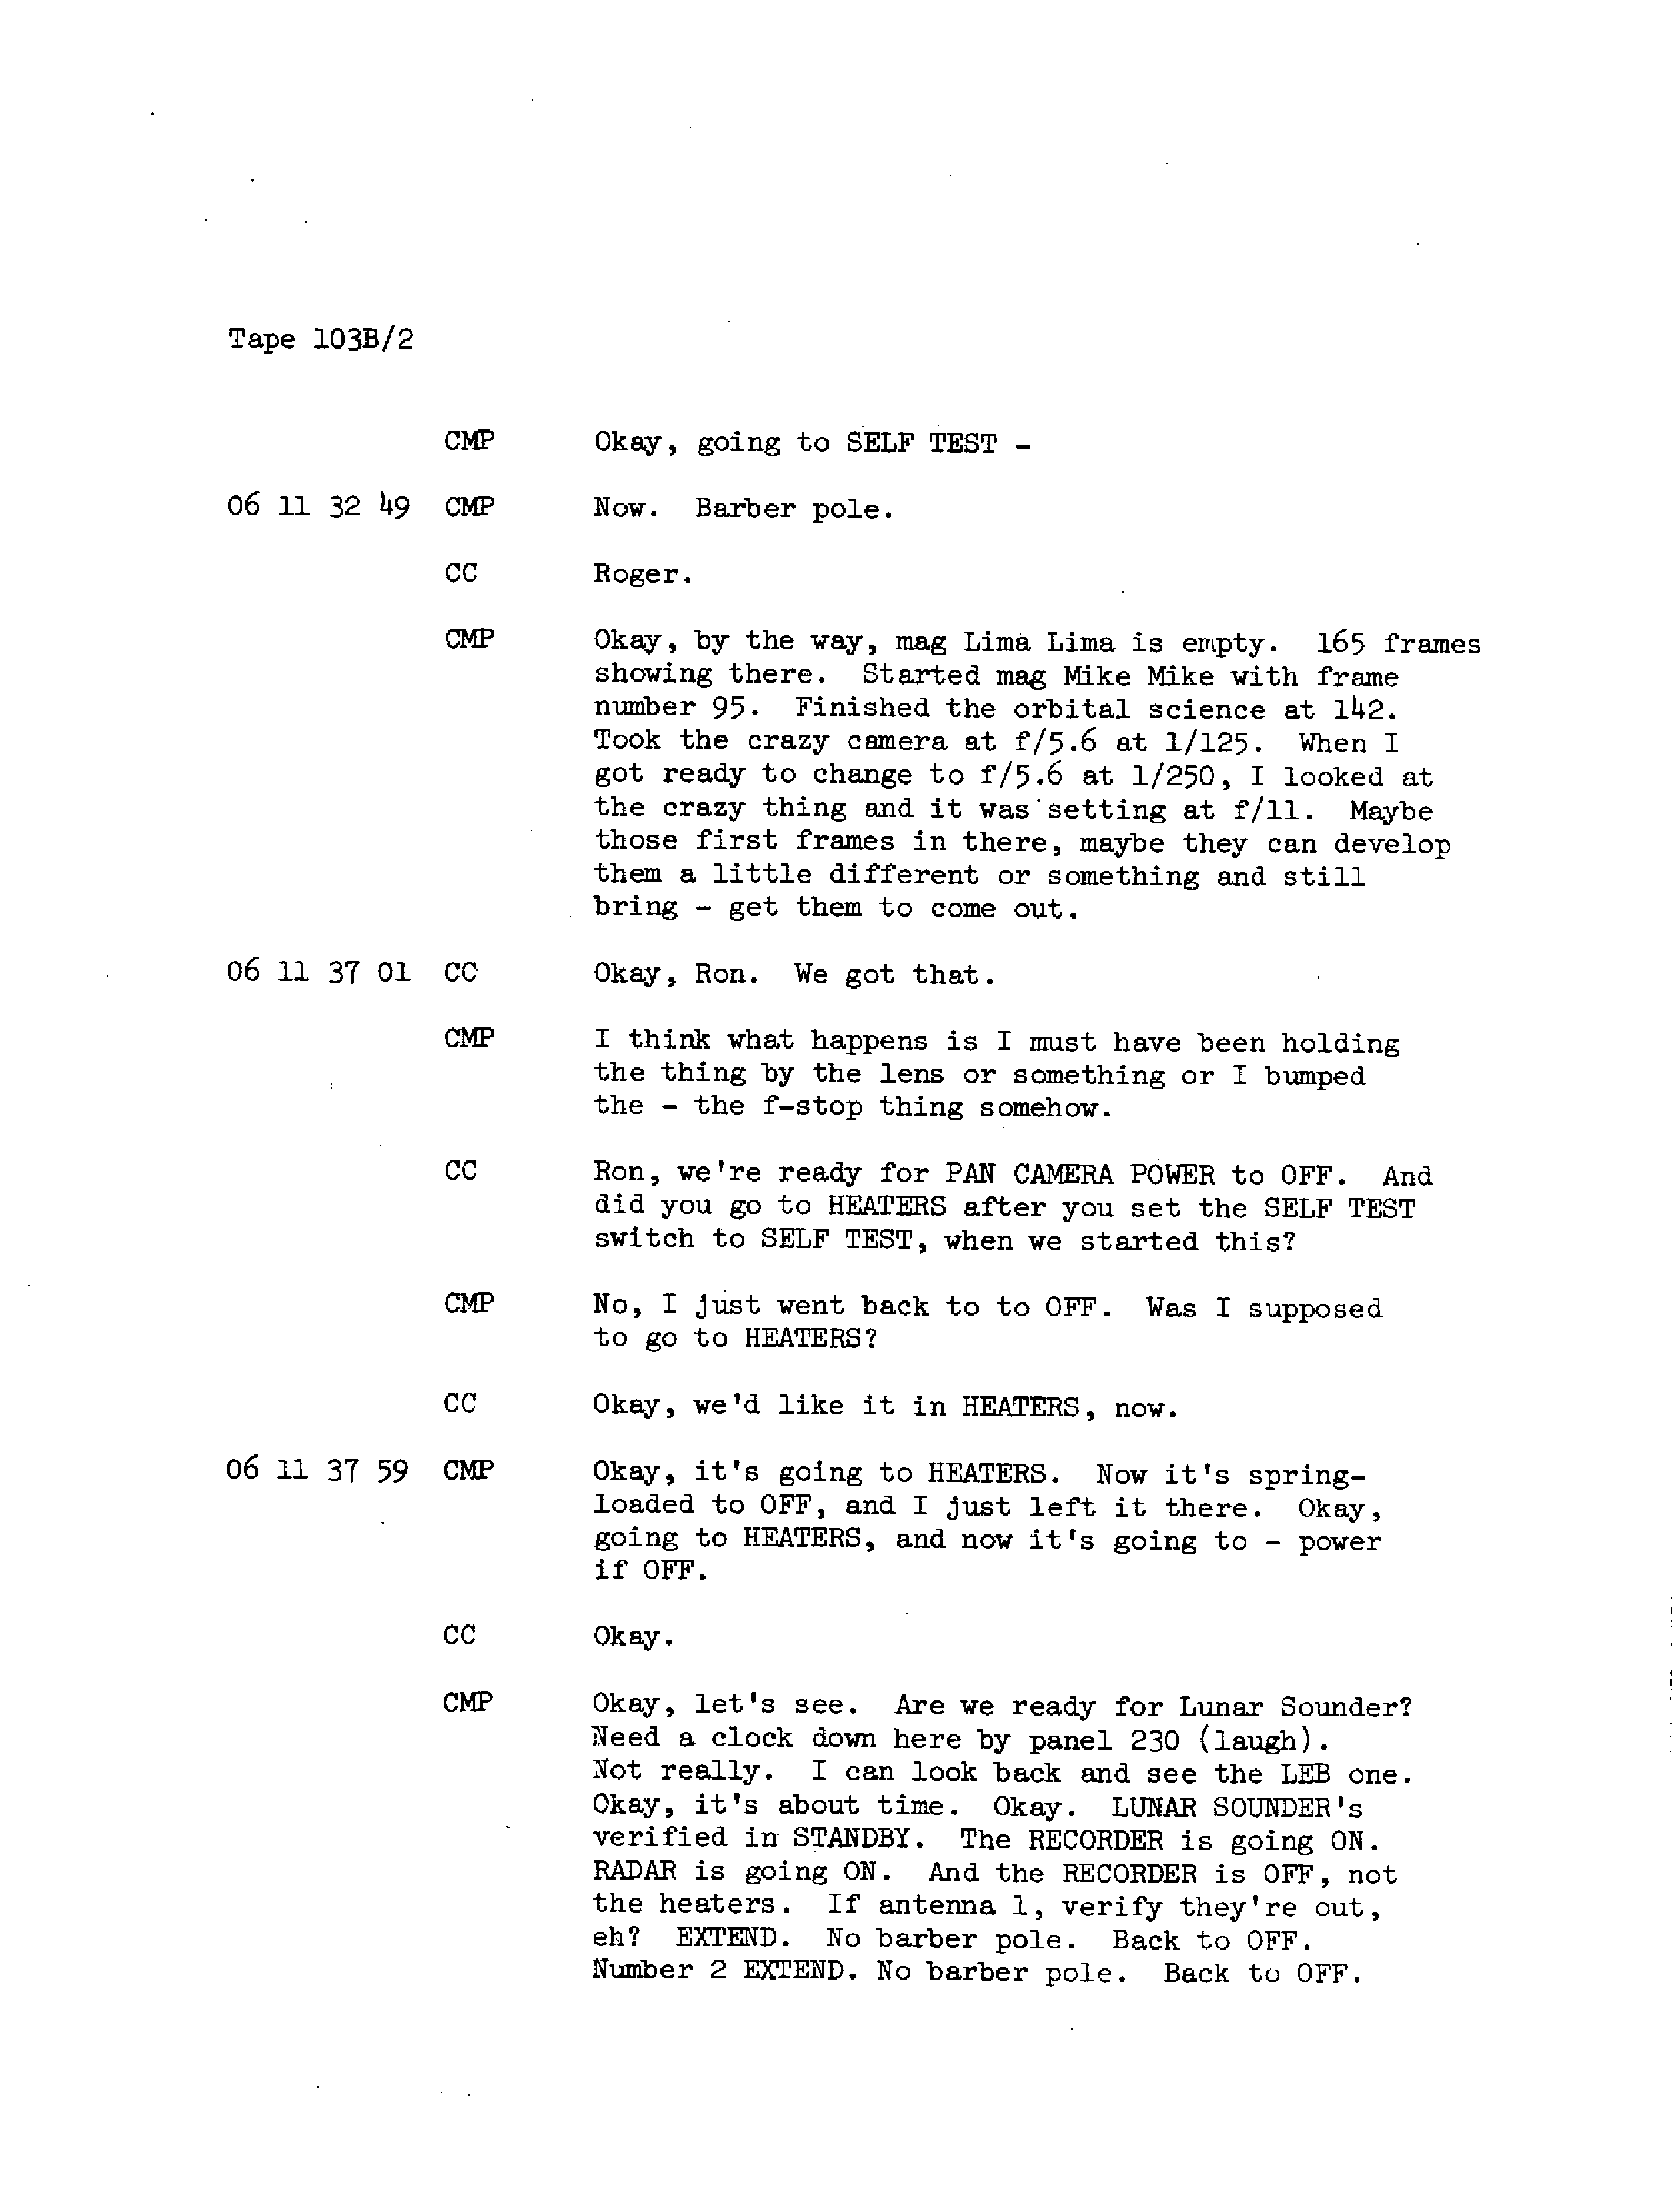 Tape 103B/2
CMP Okay, going to SELF TEST -
06 11 32 49 CMP Now. Barber pole.
CC Roger.
CMP Okay, by the way, mag Lima Lima is empty. 165 frames
showing there. Started mag Mike Mike with frame
number 95. Finished the orbital science at 142.
Took the crazy camera at f/5.6 at 1/125. When I
got ready to change to f/5.6 at 1/250, I looked at
the crazy thing and it was setting at f/11. Maybe
those first frames in there, maybe they can develop
them a little different or something and still
bring - get them to come out.
06 11 37 01 CC Okay, Ron. We got that.
CMP I think what happens is I must have been holding
the thing by the lens or something or I bumped
the - the f-stop thing somehow.
CC Ron, we're ready for PAN CAMERA POWER to OFF. And
did you go to HEATERS after you set the SELF TEST
switch to SELF TEST, when we started this?
CMP No, I just went back to to OFF. Was I supposed
to go to HEATERS?
CC Okay, we'd like it in HEATERS, now.
06 11 37 59 CMP Okay, it's going to HEATERS. Now it's spring-
loaded to OFF, and I just left it there. Okay,
going to HEATERS, and now it's going to - power
if OFF.
CC Okay.
CMP Okay, let's see. Are we ready for Lunar Sounder?
Need a clock down here by panel 230 (laugh).
Not really. I can look back and see the LEB one.
Okay, it's about time. Okay. LUNAR SOUNDER's
verified in STANDBY. The RECORDER is going ON.
RADAR is going ON. And the RECORDER is OFF, not
the heaters. If antenna 1, verify they're out,
eh? EXTEND. No barber pole. Back to OFF.
Number 2 EXTEND. No barber pole. Back to OFF.